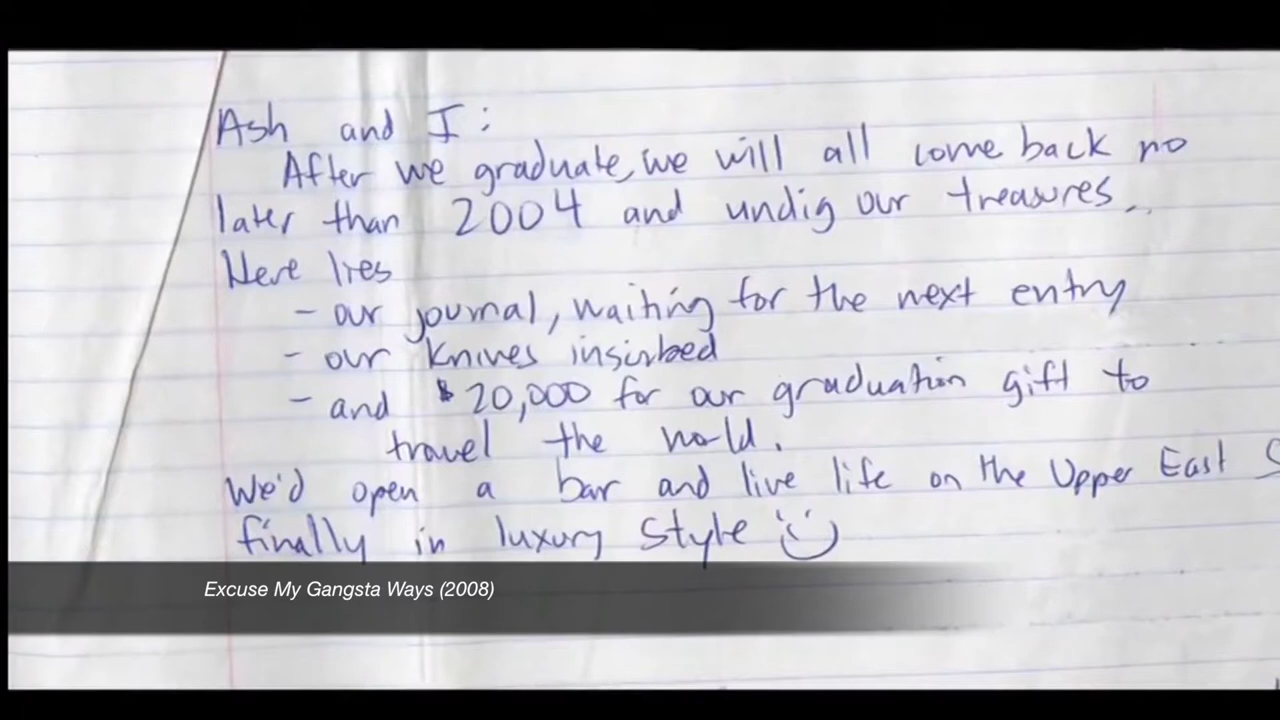 Ash and I:
After we graduate, we will all come back no
later than 2004 and undig our treasures..
Here lies
- our journal, waiting for the next entry
- our knives inscribed
- and $20,000 for our graduation gift to
travel the world.
We'd open a bar and live life on the Upper East S
finally in luxury style :)
Excuse My Gangsta Ways (2008)